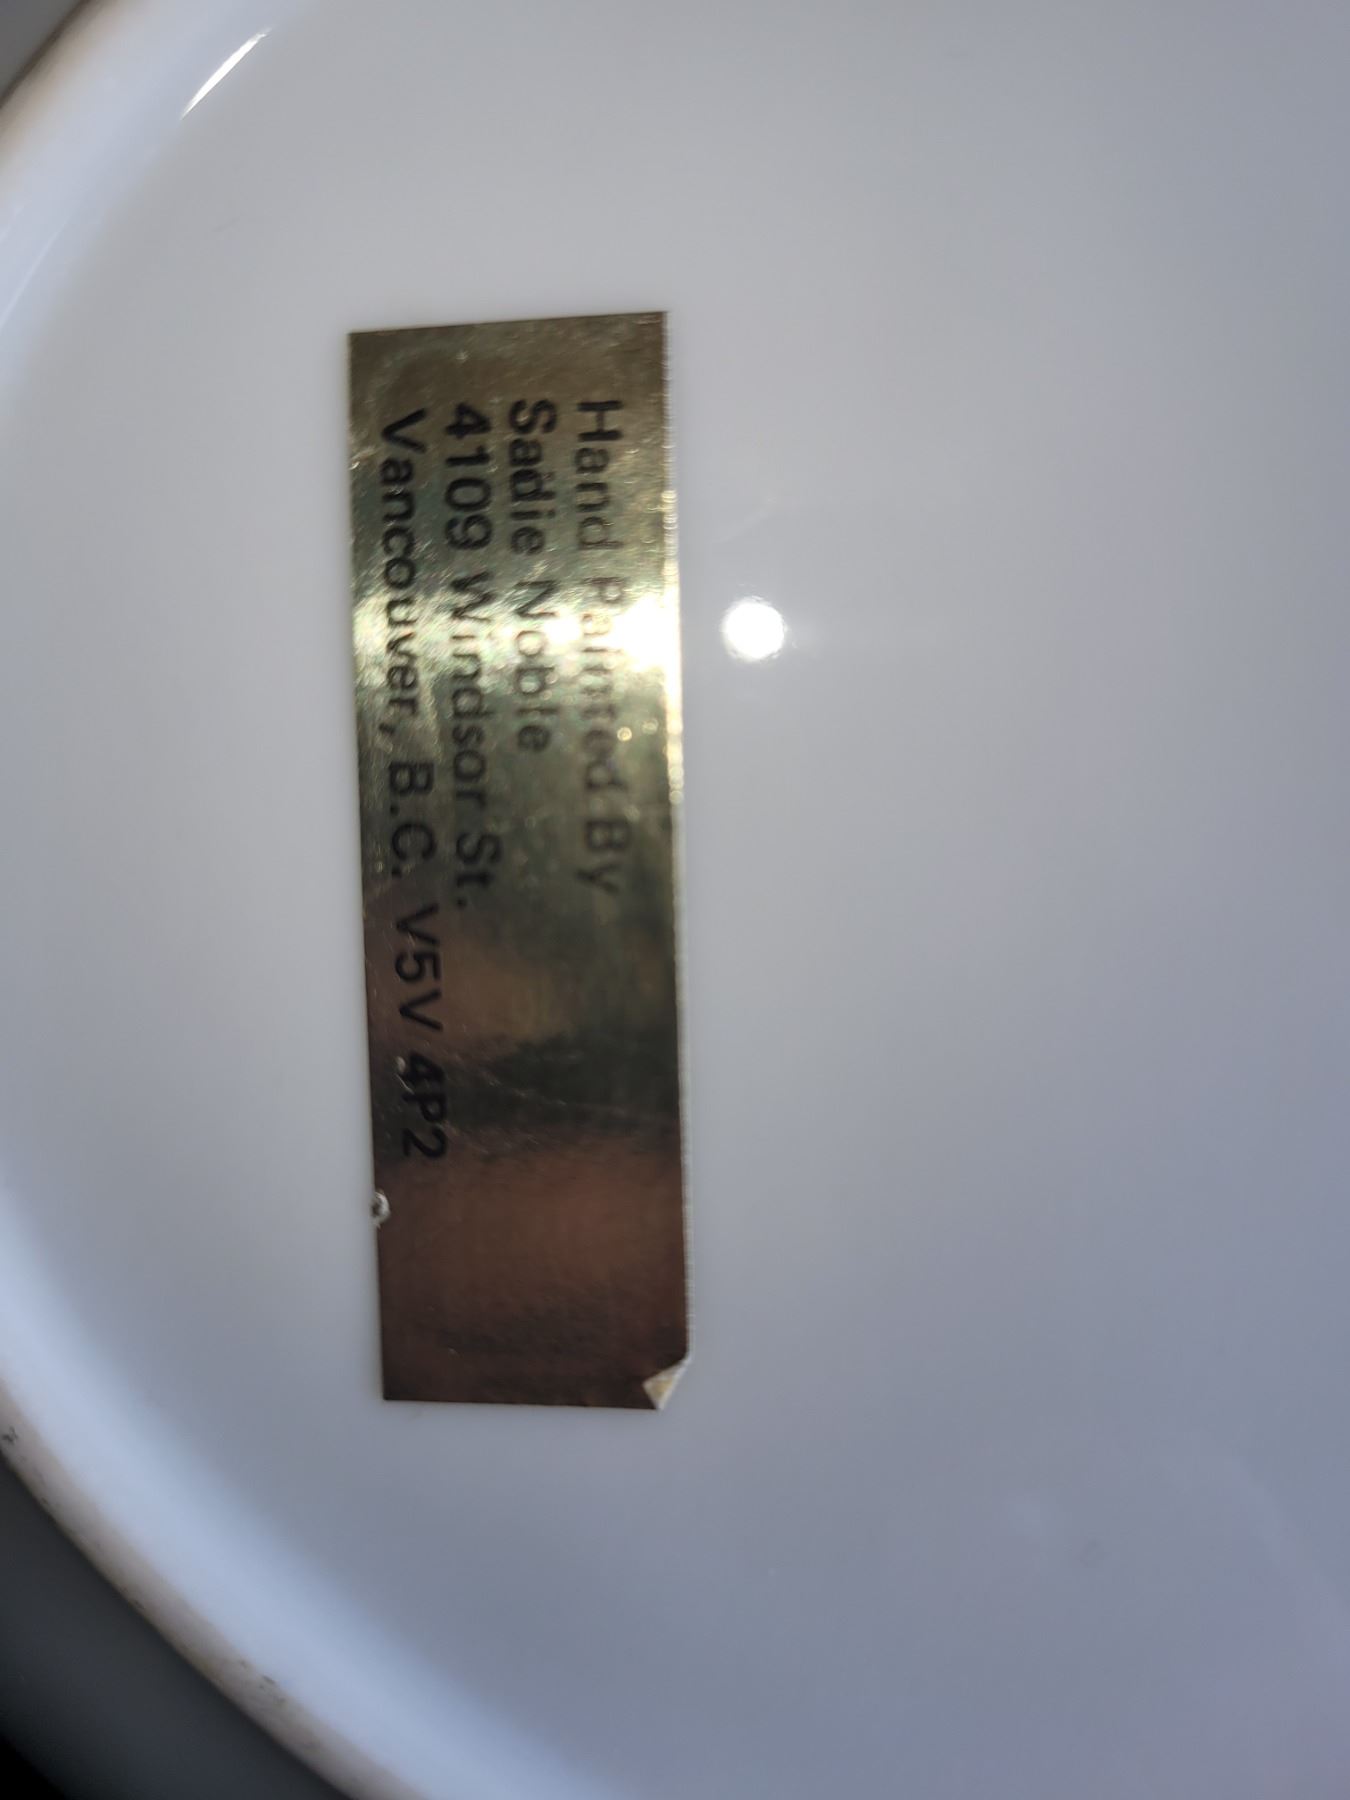 Hand Painted By
Sadie Noble
4109 Windsor St.
Vancouver, B.C. V5V 4P2